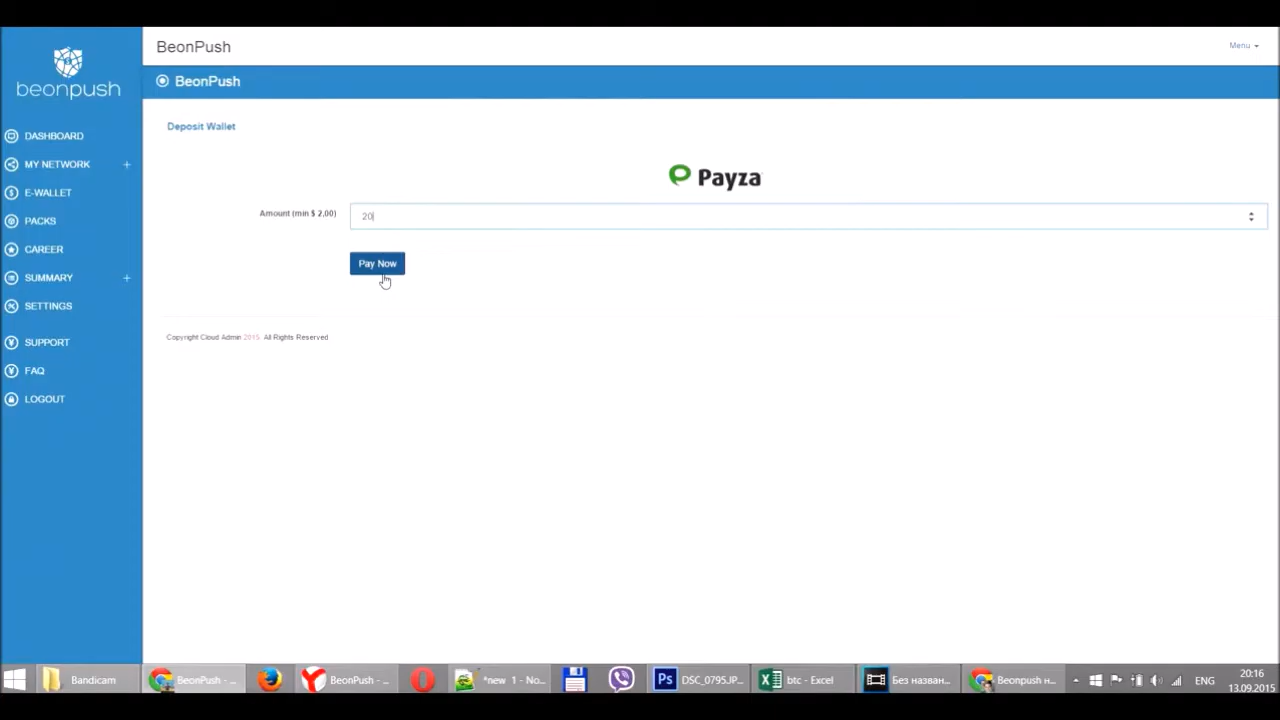 BeonPush
Menu
beonpush
BeonPush
DASHBOARD
MY NETWORK +
E-WALLET
PACKS
CAREER
SUMMARY +
SETTINGS
SUPPORT
FAQ
LOGOUT
Deposit Wallet
Payza
Amount (min $ 2,00)
20
Pay Now
Copyright Cloud Admin 2015. All Rights Reserved
Bandicam
BeonPush - ...
BeonPush - ...
*new 1 - No...
Ps
DSC_0795.JP...
btc - Excel
Без назван...
Beonpush н...
ENG
20:16
13.09.2015